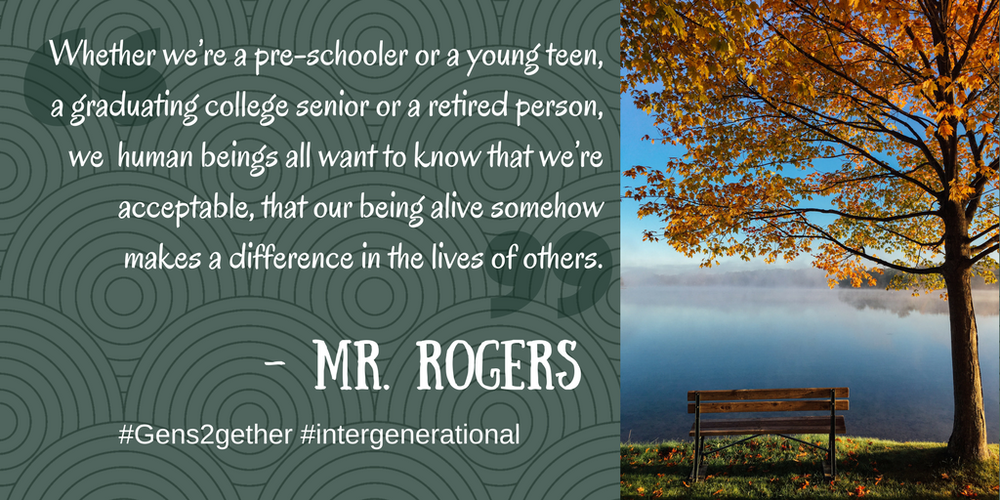 Whether we're a pre-schooler or a young teen,
a graduating college senior or a retired person,
we human beings all want to know that we're
acceptable, that our being alive somehow
makes a difference in the lives of others.
- MR. ROGERS
#Gens2gether #intergenerational